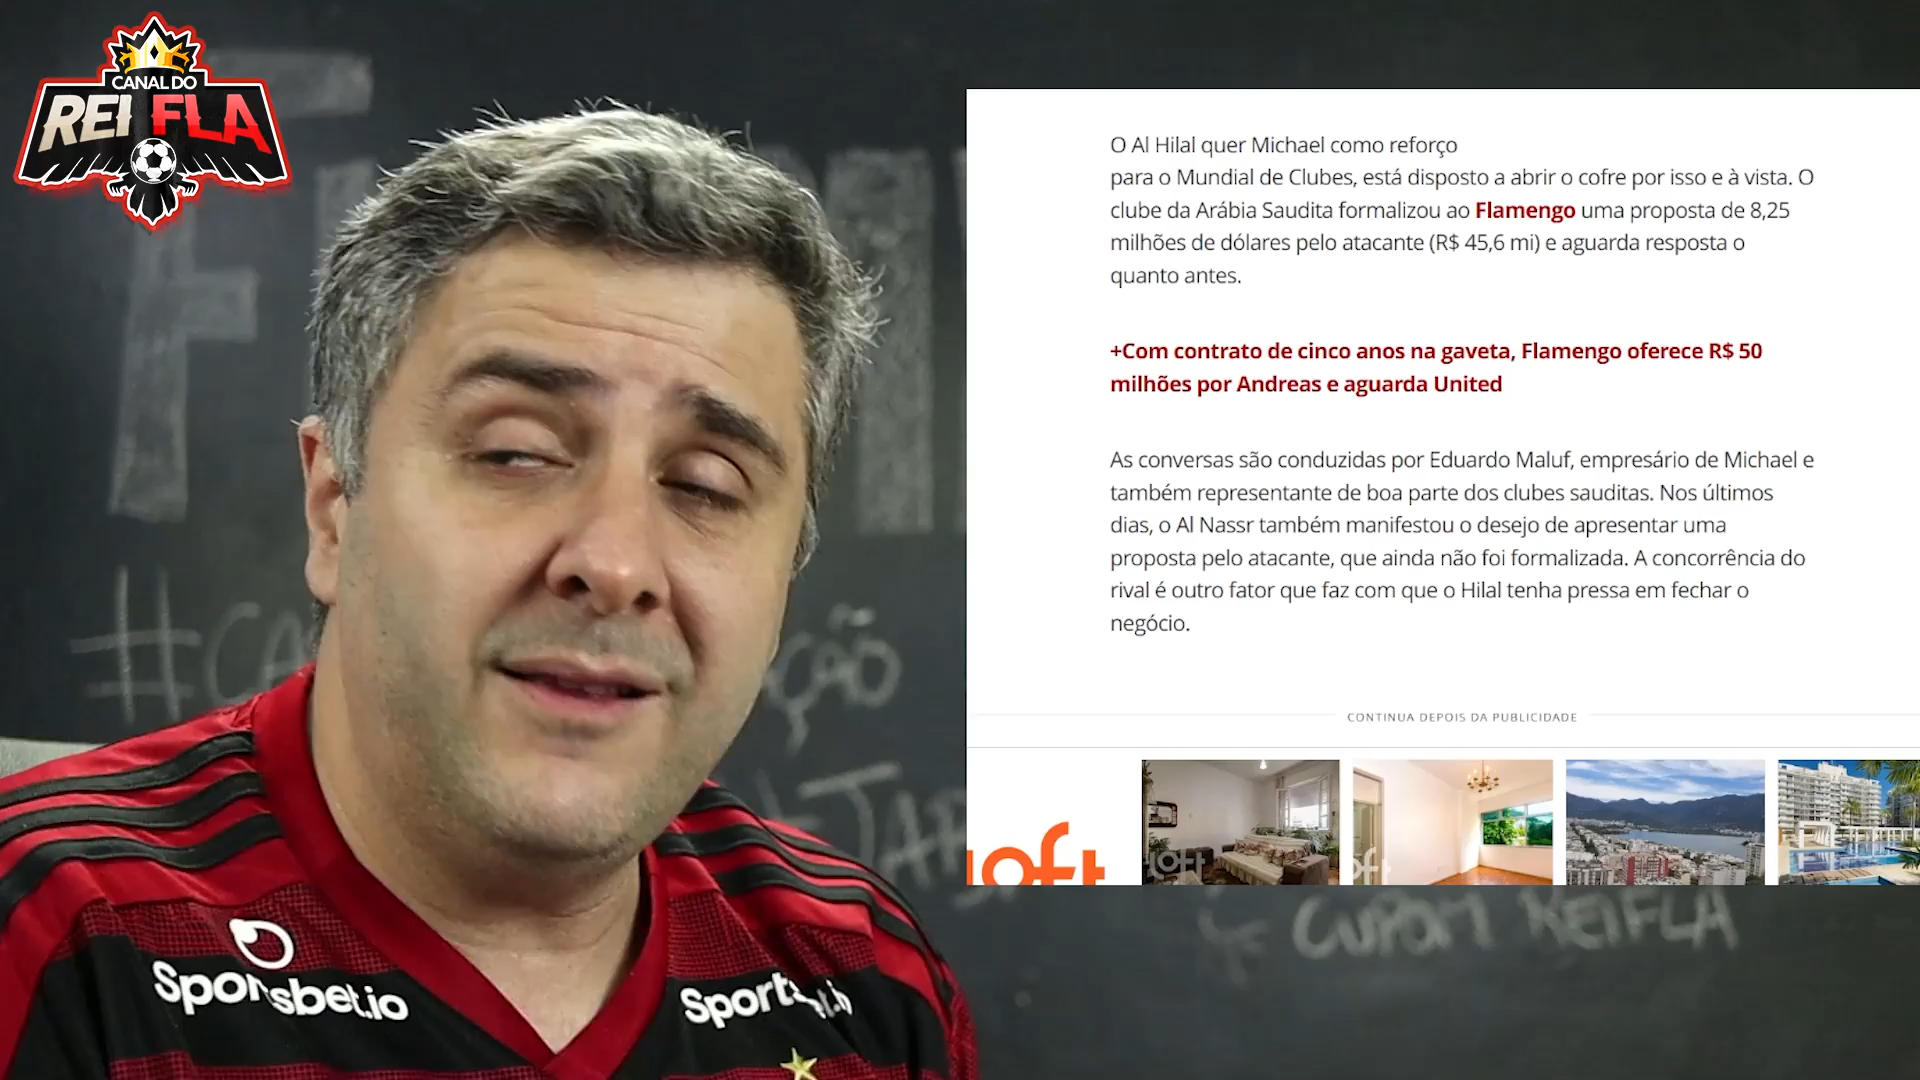 CANAL DO
REI FLA
O Al Hilal quer Michael como reforço
para o Mundial de Clubes, está disposto a abrir o cofre por isso e à vista. O
clube da Arábia Saudita formalizou ao Flamengo uma proposta de 8,25
milhões de dólares pelo atacante (R$ 45,6 mi) e aguarda resposta o
quanto antes.
+Com contrato de cinco anos na gaveta, Flamengo oferece R$ 50
milhões por Andreas e aguarda United
As conversas são conduzidas por Eduardo Maluf, empresário de Michael e
também representante de boa parte dos clubes sauditas. Nos últimos
dias, o Al Nassr também manifestou o desejo de apresentar uma
proposta pelo atacante, que ainda não foi formalizada. A concorrência do
rival é outro fator que faz com que o Hilal tenha pressa em fechar o
negócio.
CONTINUA DEPOIS DA PUBLICIDADE
loft
CUPOM REIFLA
Sportsbet.io